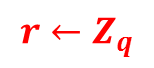 r ← Z_q